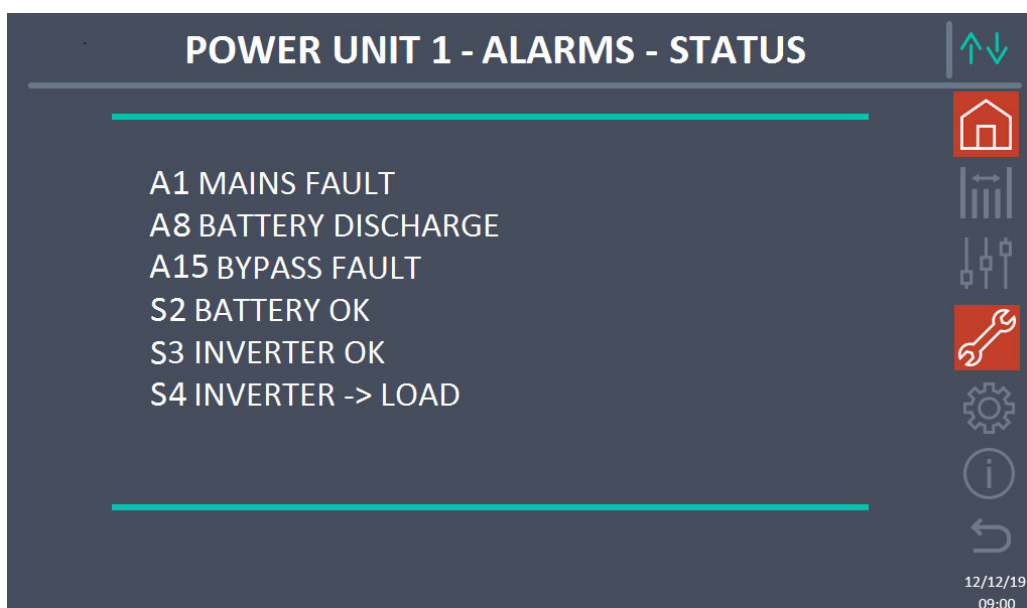 POWER UNIT 1 - ALARMS - STATUS
A1 MAINS FAULT
A8 BATTERY DISCHARGE
A15 BYPASS FAULT
S2 BATTERY OK
S3 INVERTER OK
S4 INVERTER -> LOAD
12/12/19
09:00